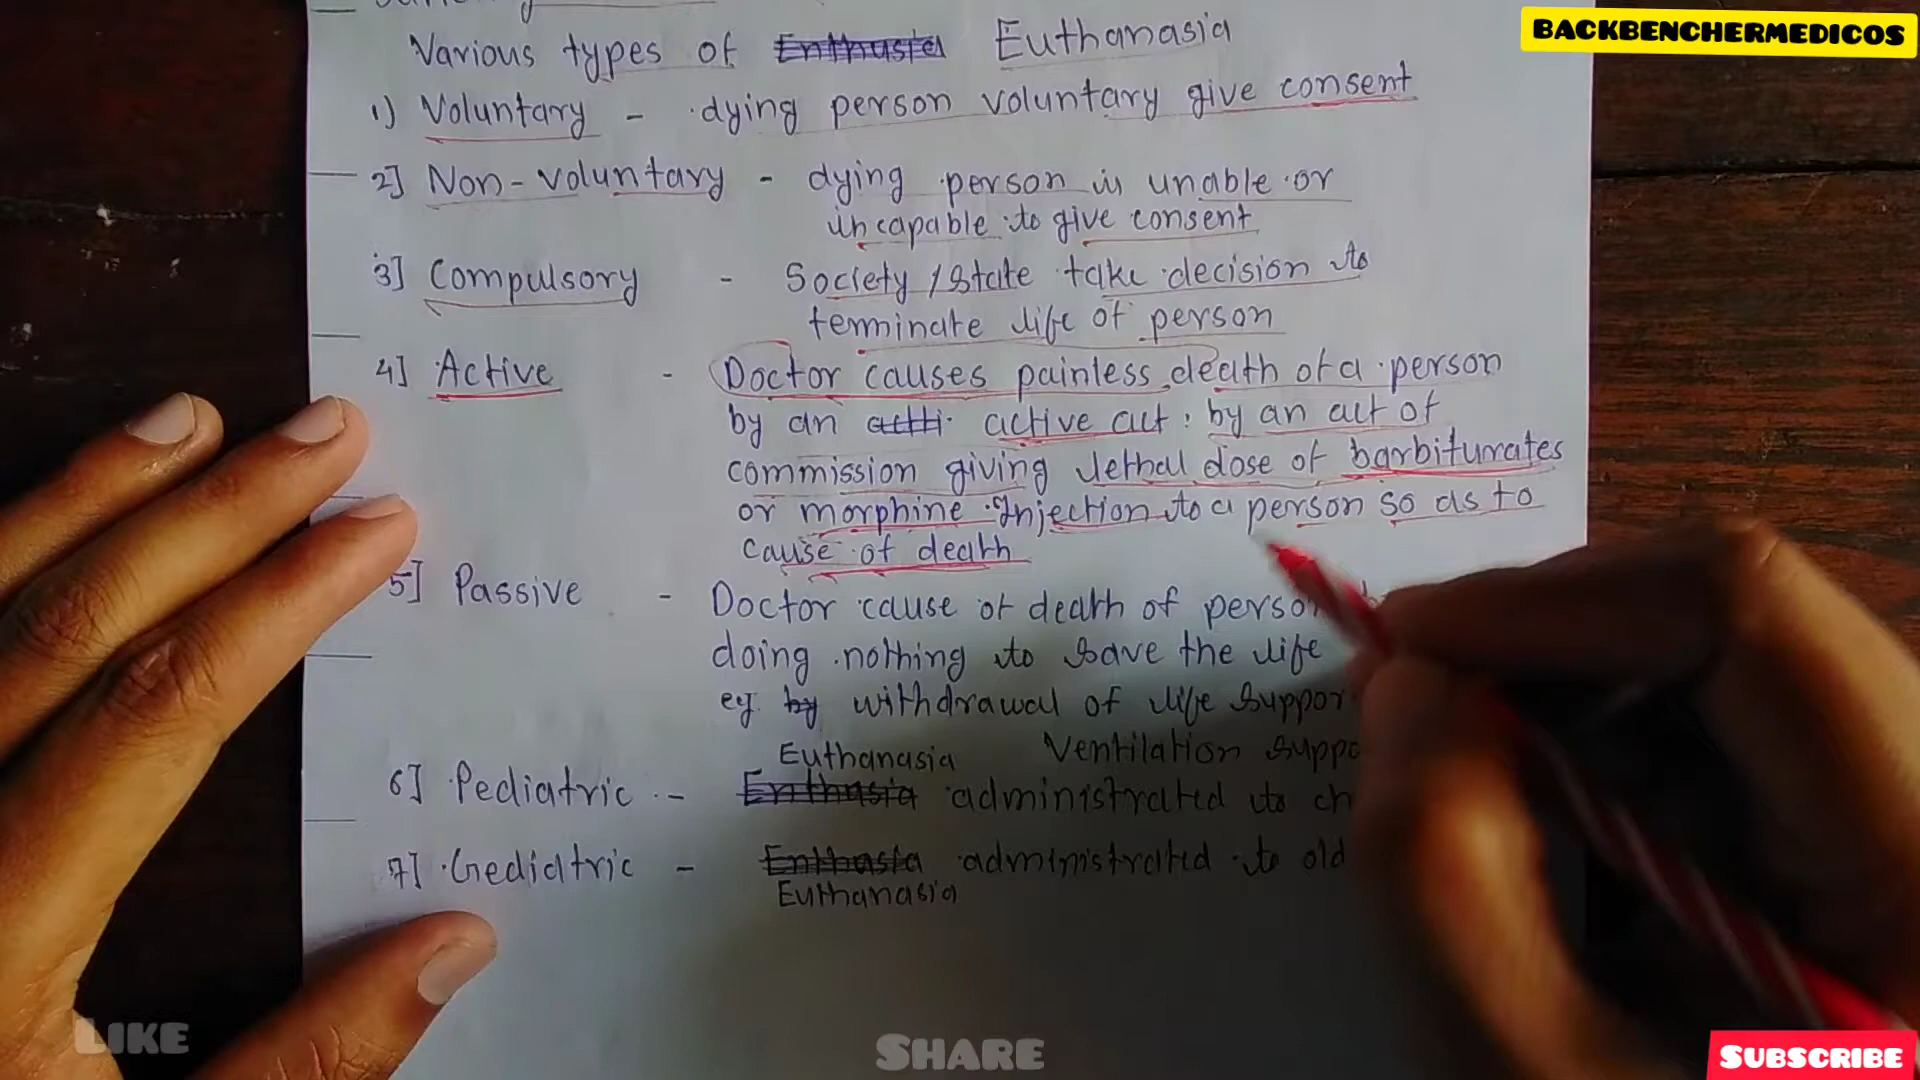 BACKBENCHERMEDICOS
Various types of Enthusia Euthanasia
1) Voluntary - dying person voluntary give consent
2] Non-voluntary - dying person is unable or
incapable to give consent
3] Compulsory - Society / State take decision to
terminate life of person
4] Active - Doctor causes painless death of a person
by an acti active act : by an act of
commission giving lethal dose of barbiturates
or morphine Injection to a person so as to
cause of death
5] Passive - Doctor cause of death of person
doing nothing to save the life
eg. by withdrawal of life suppor
Euthanasia Ventilation suppo
6] Pediatric - Enthusia administrated to ch
7] Gediatric - Enthasia administrated to old
Euthanasia
LIKE
SHARE
SUBSCRIBE